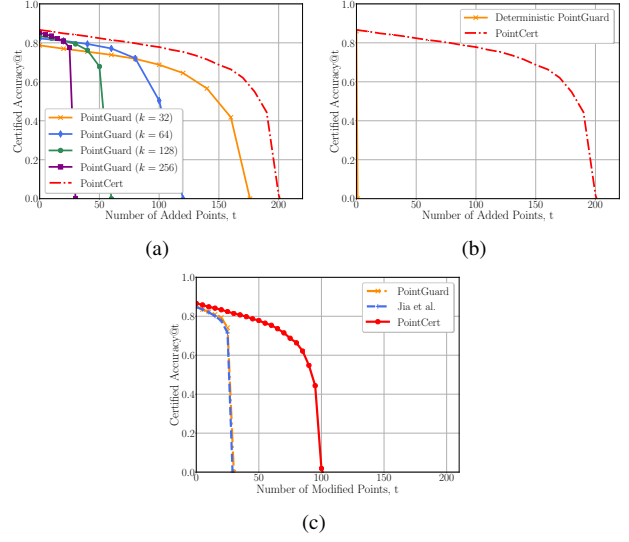 1.0
0.8
0.6
0.4
0.2
0.0
Certified Accuracy@t
PointGuard (k = 32)
PointGuard (k = 64)
PointGuard (k = 128)
PointGuard (k = 256)
PointCert
0 50 100 150 200
Number of Added Points, t
(a)
1.0
0.8
0.6
0.4
0.2
0.0
Certified Accuracy@t
Deterministic PointGuard
PointCert
0 50 100 150 200
Number of Added Points, t
(b)
1.0
0.8
0.6
0.4
0.2
0.0
Certified Accuracy@t
PointGuard
Jia et al.
PointCert
0 50 100 150 200
Number of Modified Points, t
(c)